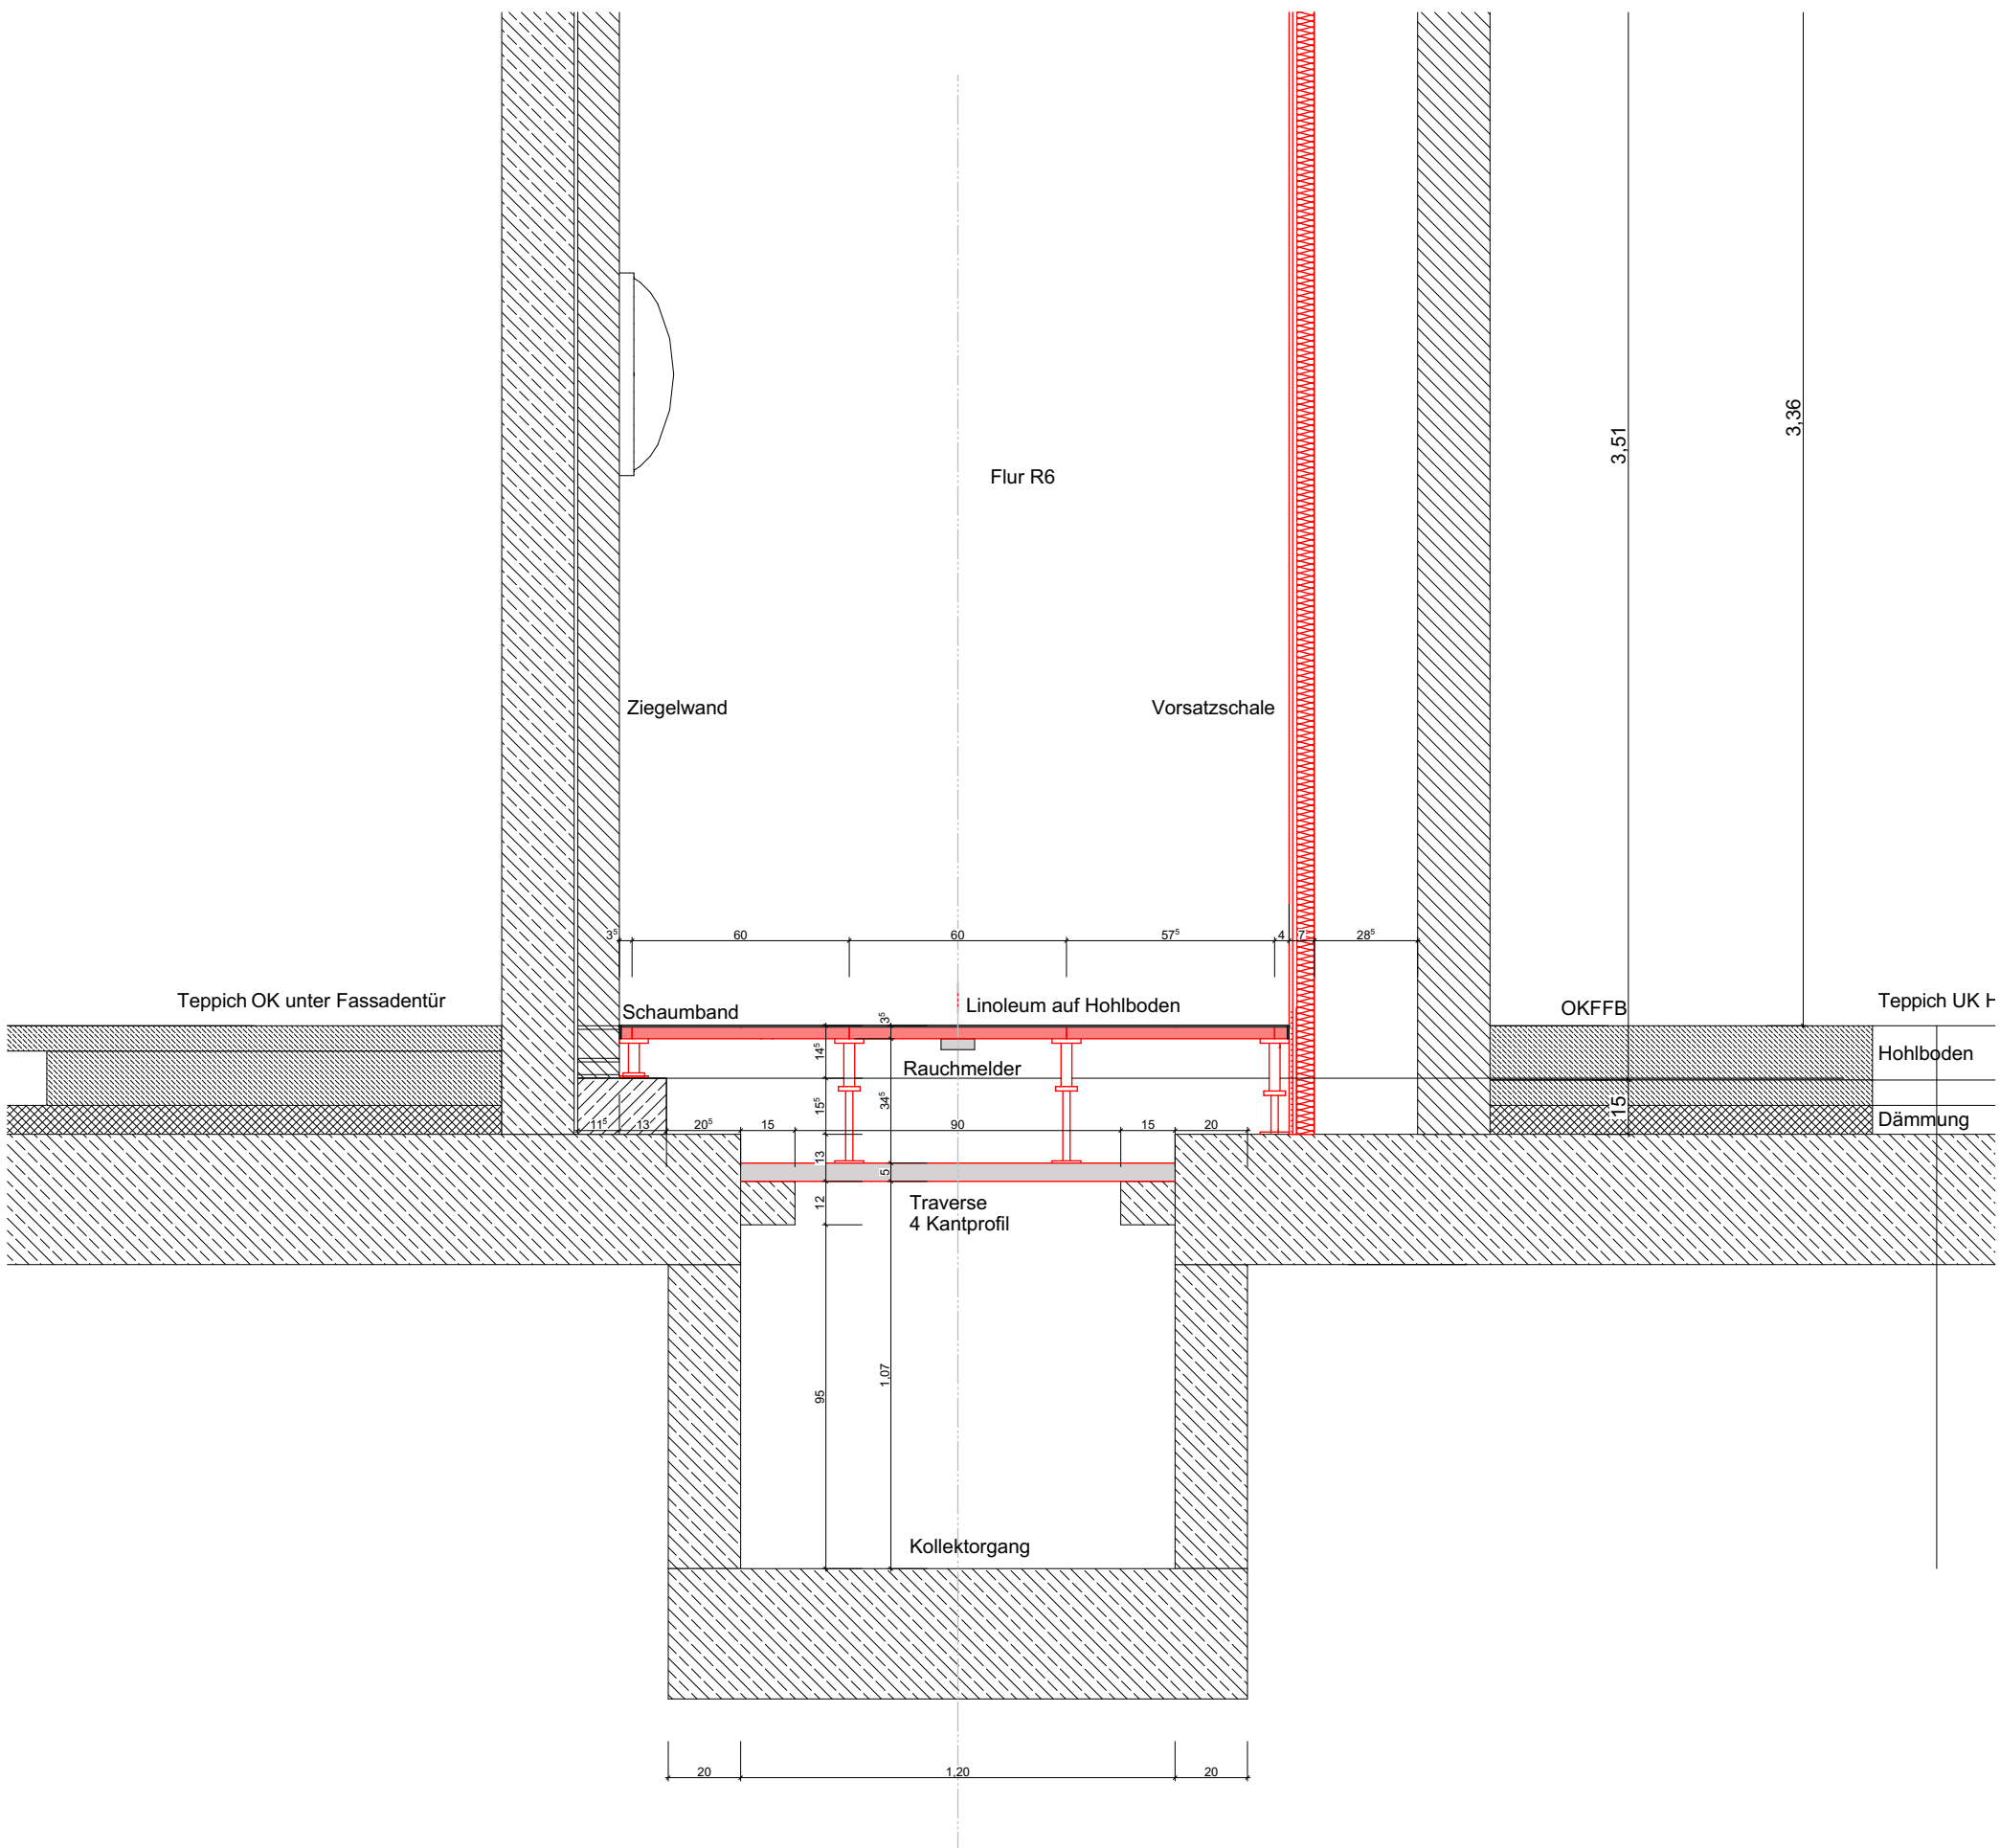 3,36
3,51
Flur R6
Ziegelwand
Vorsatzschale
3⁵ 60 60 57⁵ 4 7 28⁵
Teppich OK unter Fassadentür
Schaumband
Linoleum auf Hohlboden
OKFFB
Teppich UK H
3⁵
14⁵
Rauchmelder
Hohlboden
15⁵
34⁵
15
Dämmung
11⁵ 13 20⁵ 15 90 15 20
13
5
12
Traverse
4 Kantprofil
1,07
95
Kollektorgang
20 1,20 20